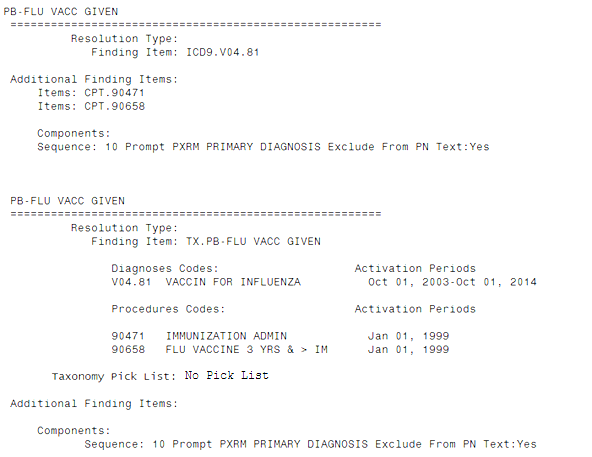 PB-FLU VACC GIVEN
=======================================================
Resolution Type:
Finding Item: ICD9.V04.81
Additional Finding Items:
Items: CPT.90471
Items: CPT.90658
Components:
Sequence: 10 Prompt PXRM PRIMARY DIAGNOSIS Exclude From PN Text:Yes
PB-FLU VACC GIVEN
=======================================================
Resolution Type:
Finding Item: TX.PB-FLU VACC GIVEN
Diagnoses Codes: Activation Periods
V04.81 VACCIN FOR INFLUENZA Oct 01, 2003-Oct 01, 2014
Procedures Codes: Activation Periods
90471 IMMUNIZATION ADMIN Jan 01, 1999
90658 FLU VACCINE 3 YRS & > IM Jan 01, 1999
Taxonomy Pick List: No Pick List
Additional Finding Items:
Components:
Sequence: 10 Prompt PXRM PRIMARY DIAGNOSIS Exclude From PN Text:Yes